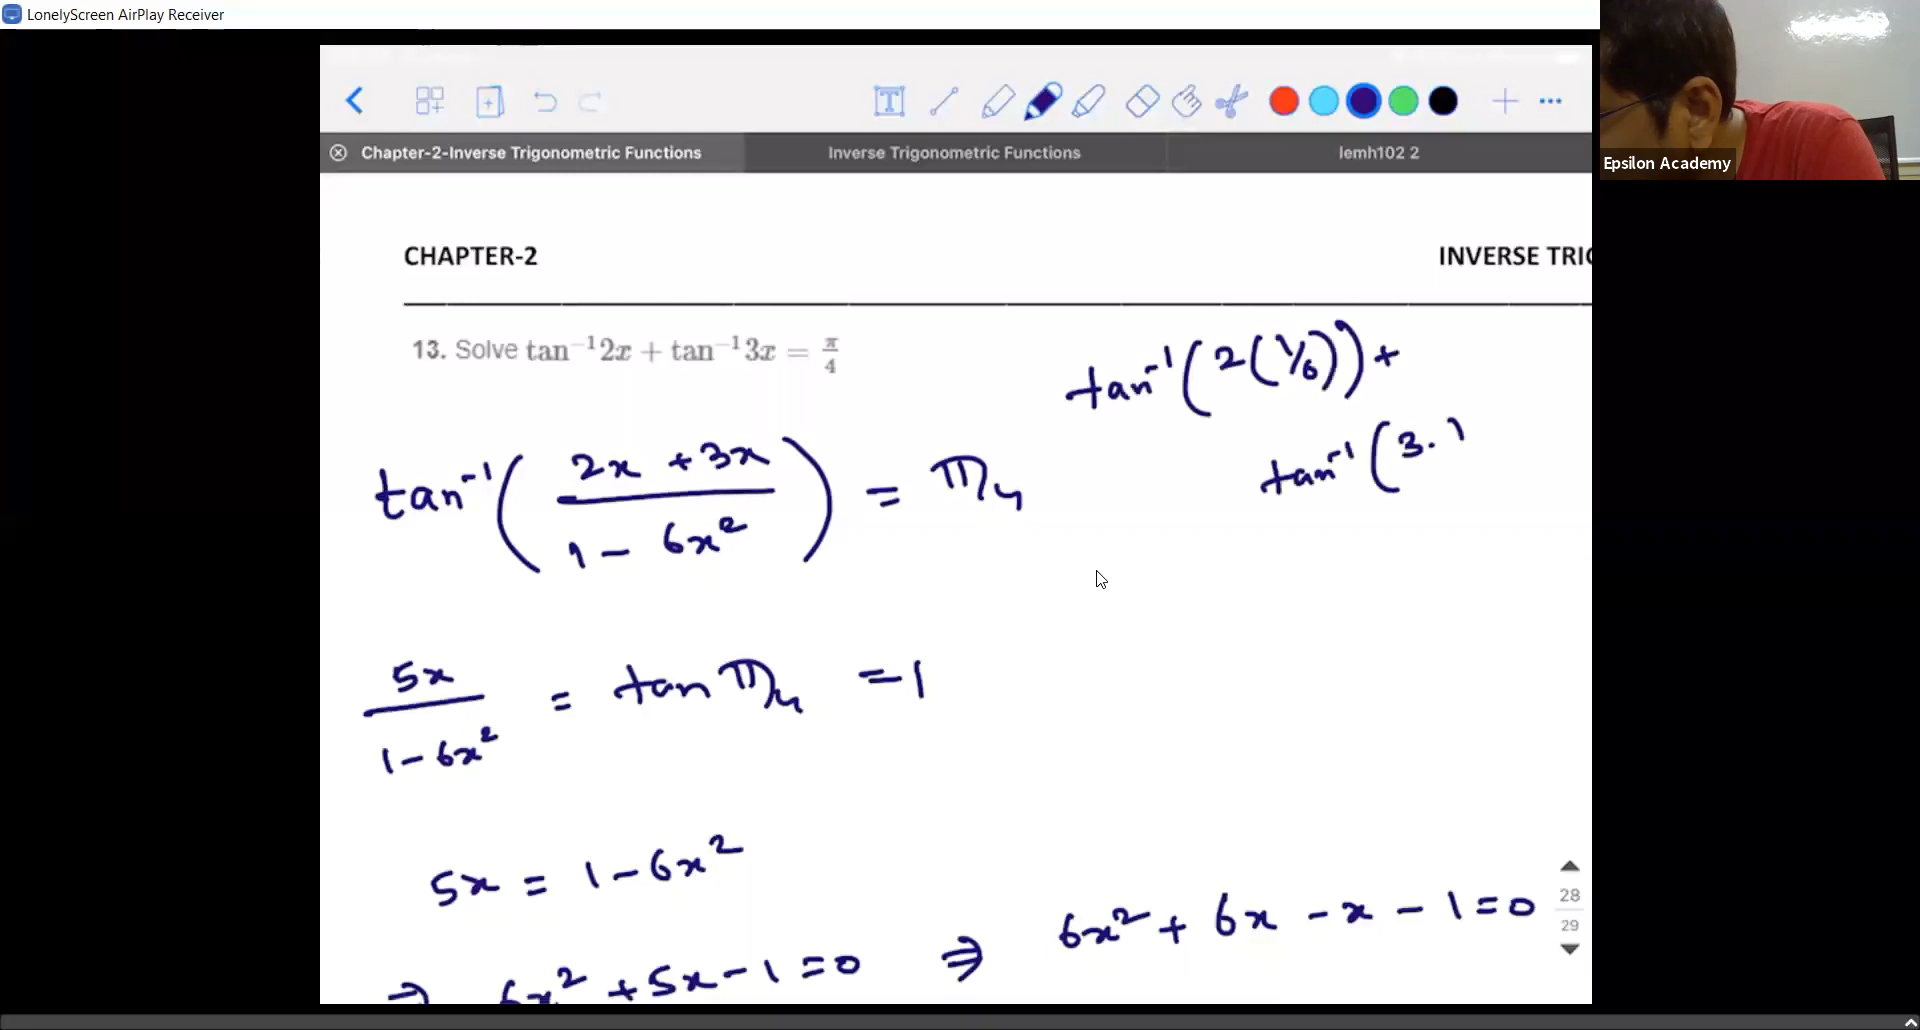 LonelyScreen AirPlay Receiver
Epsilon Academy
Chapter-2-Inverse Trigonometric Functions
Inverse Trigonometric Functions
lemh102 2
CHAPTER-2
INVERSE TRIG
13. Solve tan⁻¹2x + tan⁻¹3x = π/4
tan⁻¹(2(1/6)) +
tan⁻¹(3.1
tan⁻¹((2x + 3x)/(1 − 6x²)) = π/4
5x/(1 − 6x²) = tan π/4 = 1
5x = 1 − 6x²
⇒ 6x² + 5x − 1 = 0 ⇒ 6x² + 6x − x − 1 = 0
28
29